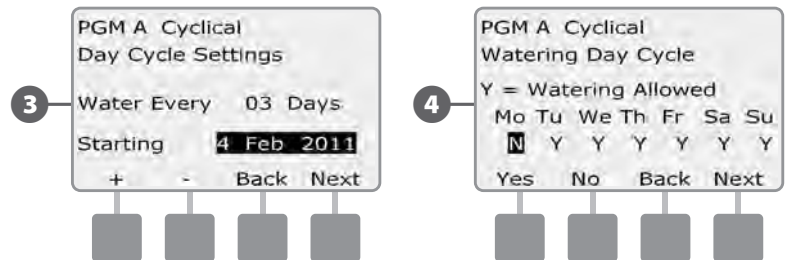 3
PGM A Cyclical
Day Cycle Settings
Water Every 03 Days
Starting 4 Feb 2011
+ - Back Next
4
PGM A Cyclical
Watering Day Cycle
Y = Watering Allowed
Mo Tu We Th Fr Sa Su
N Y Y Y Y Y Y
Yes No Back Next